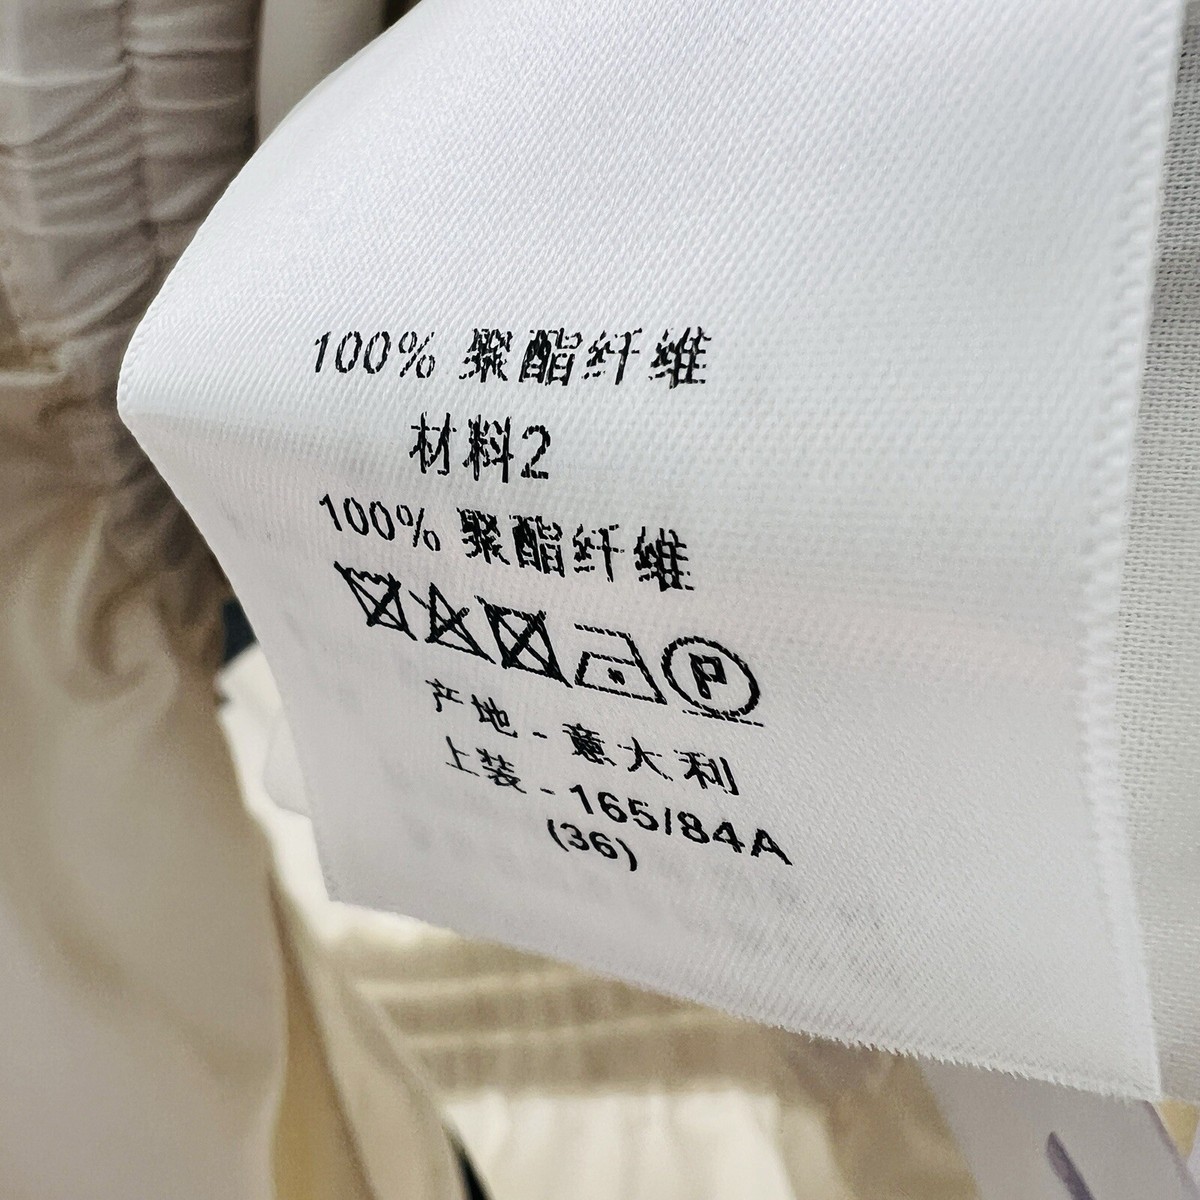 100% 聚酯纤维
材料2
100% 聚酯纤维
P
产地 - 意大利
上装 - 165/84A
(36)